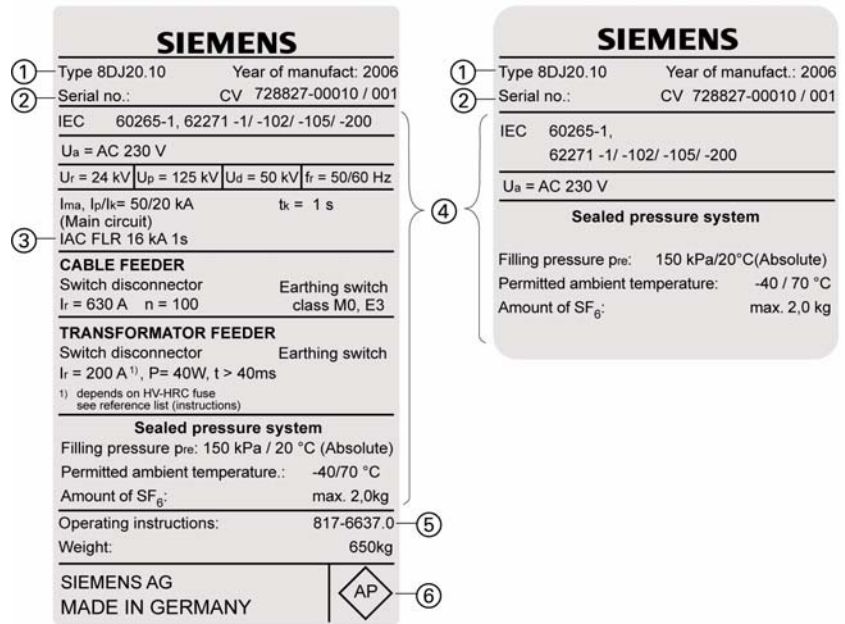 SIEMENS
① Type 8DJ20.10 Year of manufact: 2006
② Serial no.: CV 728827-00010 / 001
IEC 60265-1, 62271 -1/ -102/ -105/ -200
Ua = AC 230 V
Ur = 24 kV Up = 125 kV Ud = 50 kV fr = 50/60 Hz
Ima, Ip/Ik= 50/20 kA tk = 1 s
(Main circuit)
③ IAC FLR 16 kA 1s
CABLE FEEDER
Switch disconnector Earthing switch
Ir = 630 A n = 100 class M0, E3
TRANSFORMATOR FEEDER
Switch disconnector Earthing switch
Ir = 200 A 1), P= 40W, t > 40ms
1) depends on HV-HRC fuse
see reference list (instructions)
Sealed pressure system
Filling pressure pre: 150 kPa / 20 °C (Absolute)
Permitted ambient temperature.: -40/70 °C
Amount of SF6: max. 2,0kg
Operating instructions: 817-6637.0 ⑤
Weight: 650kg
SIEMENS AG
MADE IN GERMANY
AP ⑥
④
SIEMENS
① Type 8DJ20.10 Year of manufact.: 2006
② Serial no.: CV 728827-00010 / 001
IEC 60265-1,
62271 -1/ -102/ -105/ -200
Ua = AC 230 V
Sealed pressure system
Filling pressure pre: 150 kPa/20°C(Absolute)
Permitted ambient temperature: -40 / 70 °C
Amount of SF6: max. 2,0 kg